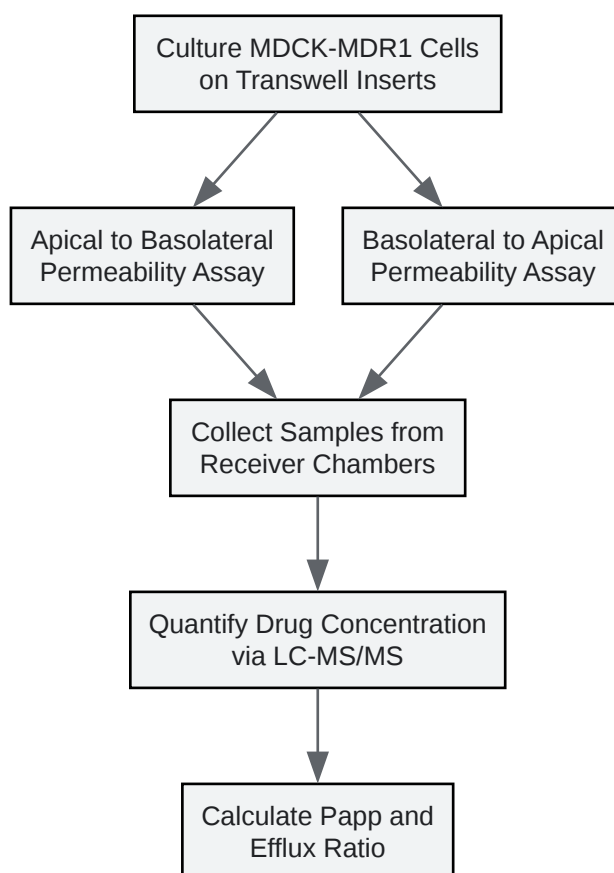 Culture MDCK-MDR1 Cells
on Transwell Inserts
Apical to Basolateral
Permeability Assay
Basolateral to Apical
Permeability Assay
Collect Samples from
Receiver Chambers
Quantify Drug Concentration
via LC-MS/MS
Calculate Papp and
Efflux Ratio